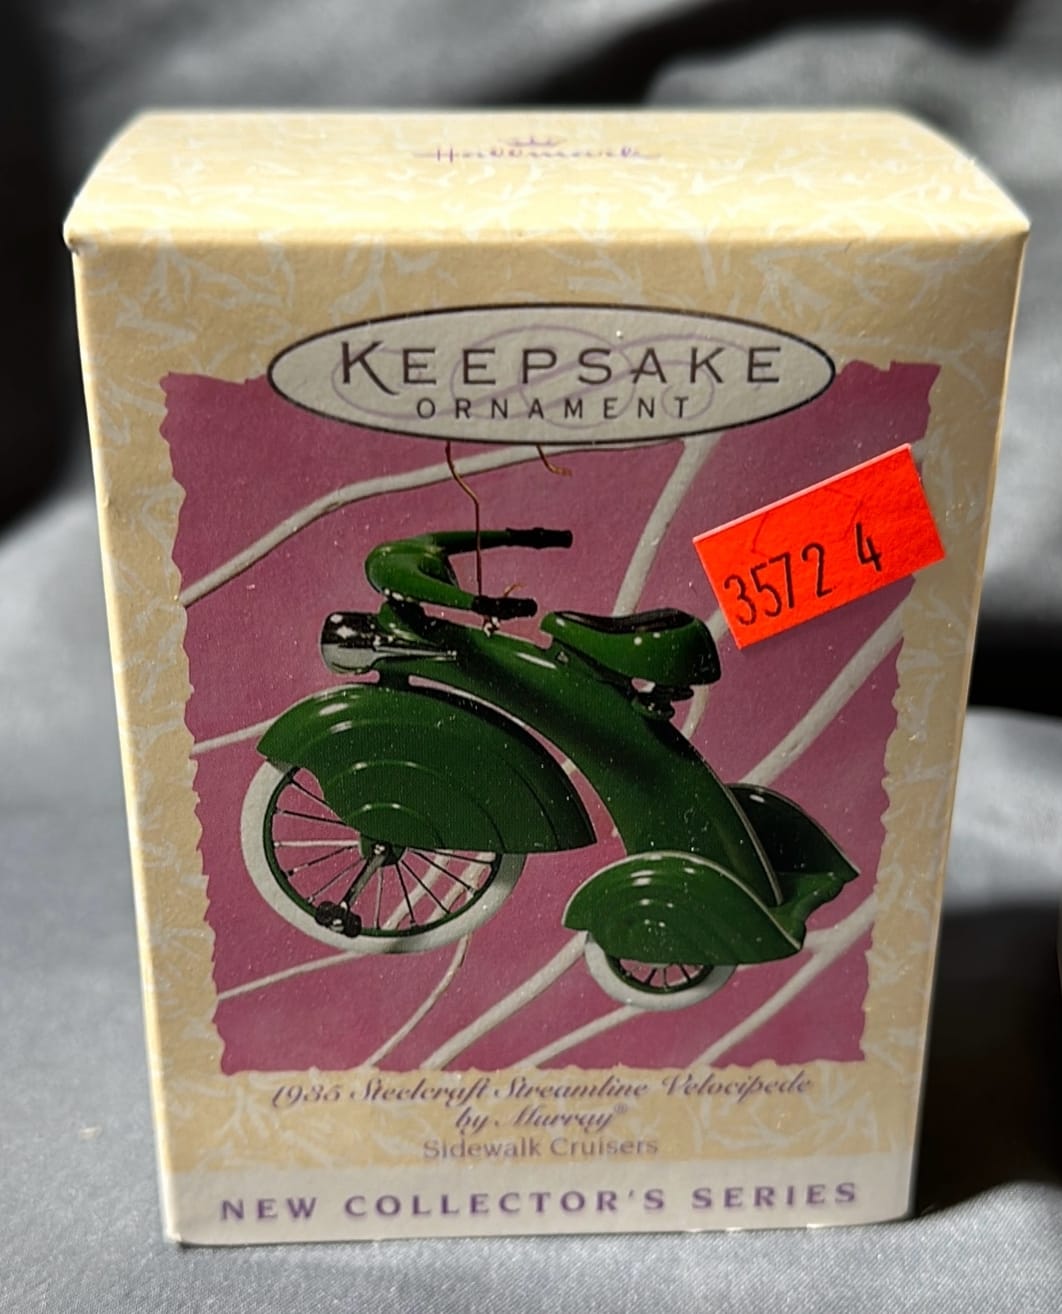 Hallmark
KEEPSAKE
ORNAMENT
3572 4
1935 Steelcraft Streamline Velocipede
by Murray®
Sidewalk Cruisers
NEW COLLECTOR'S SERIES